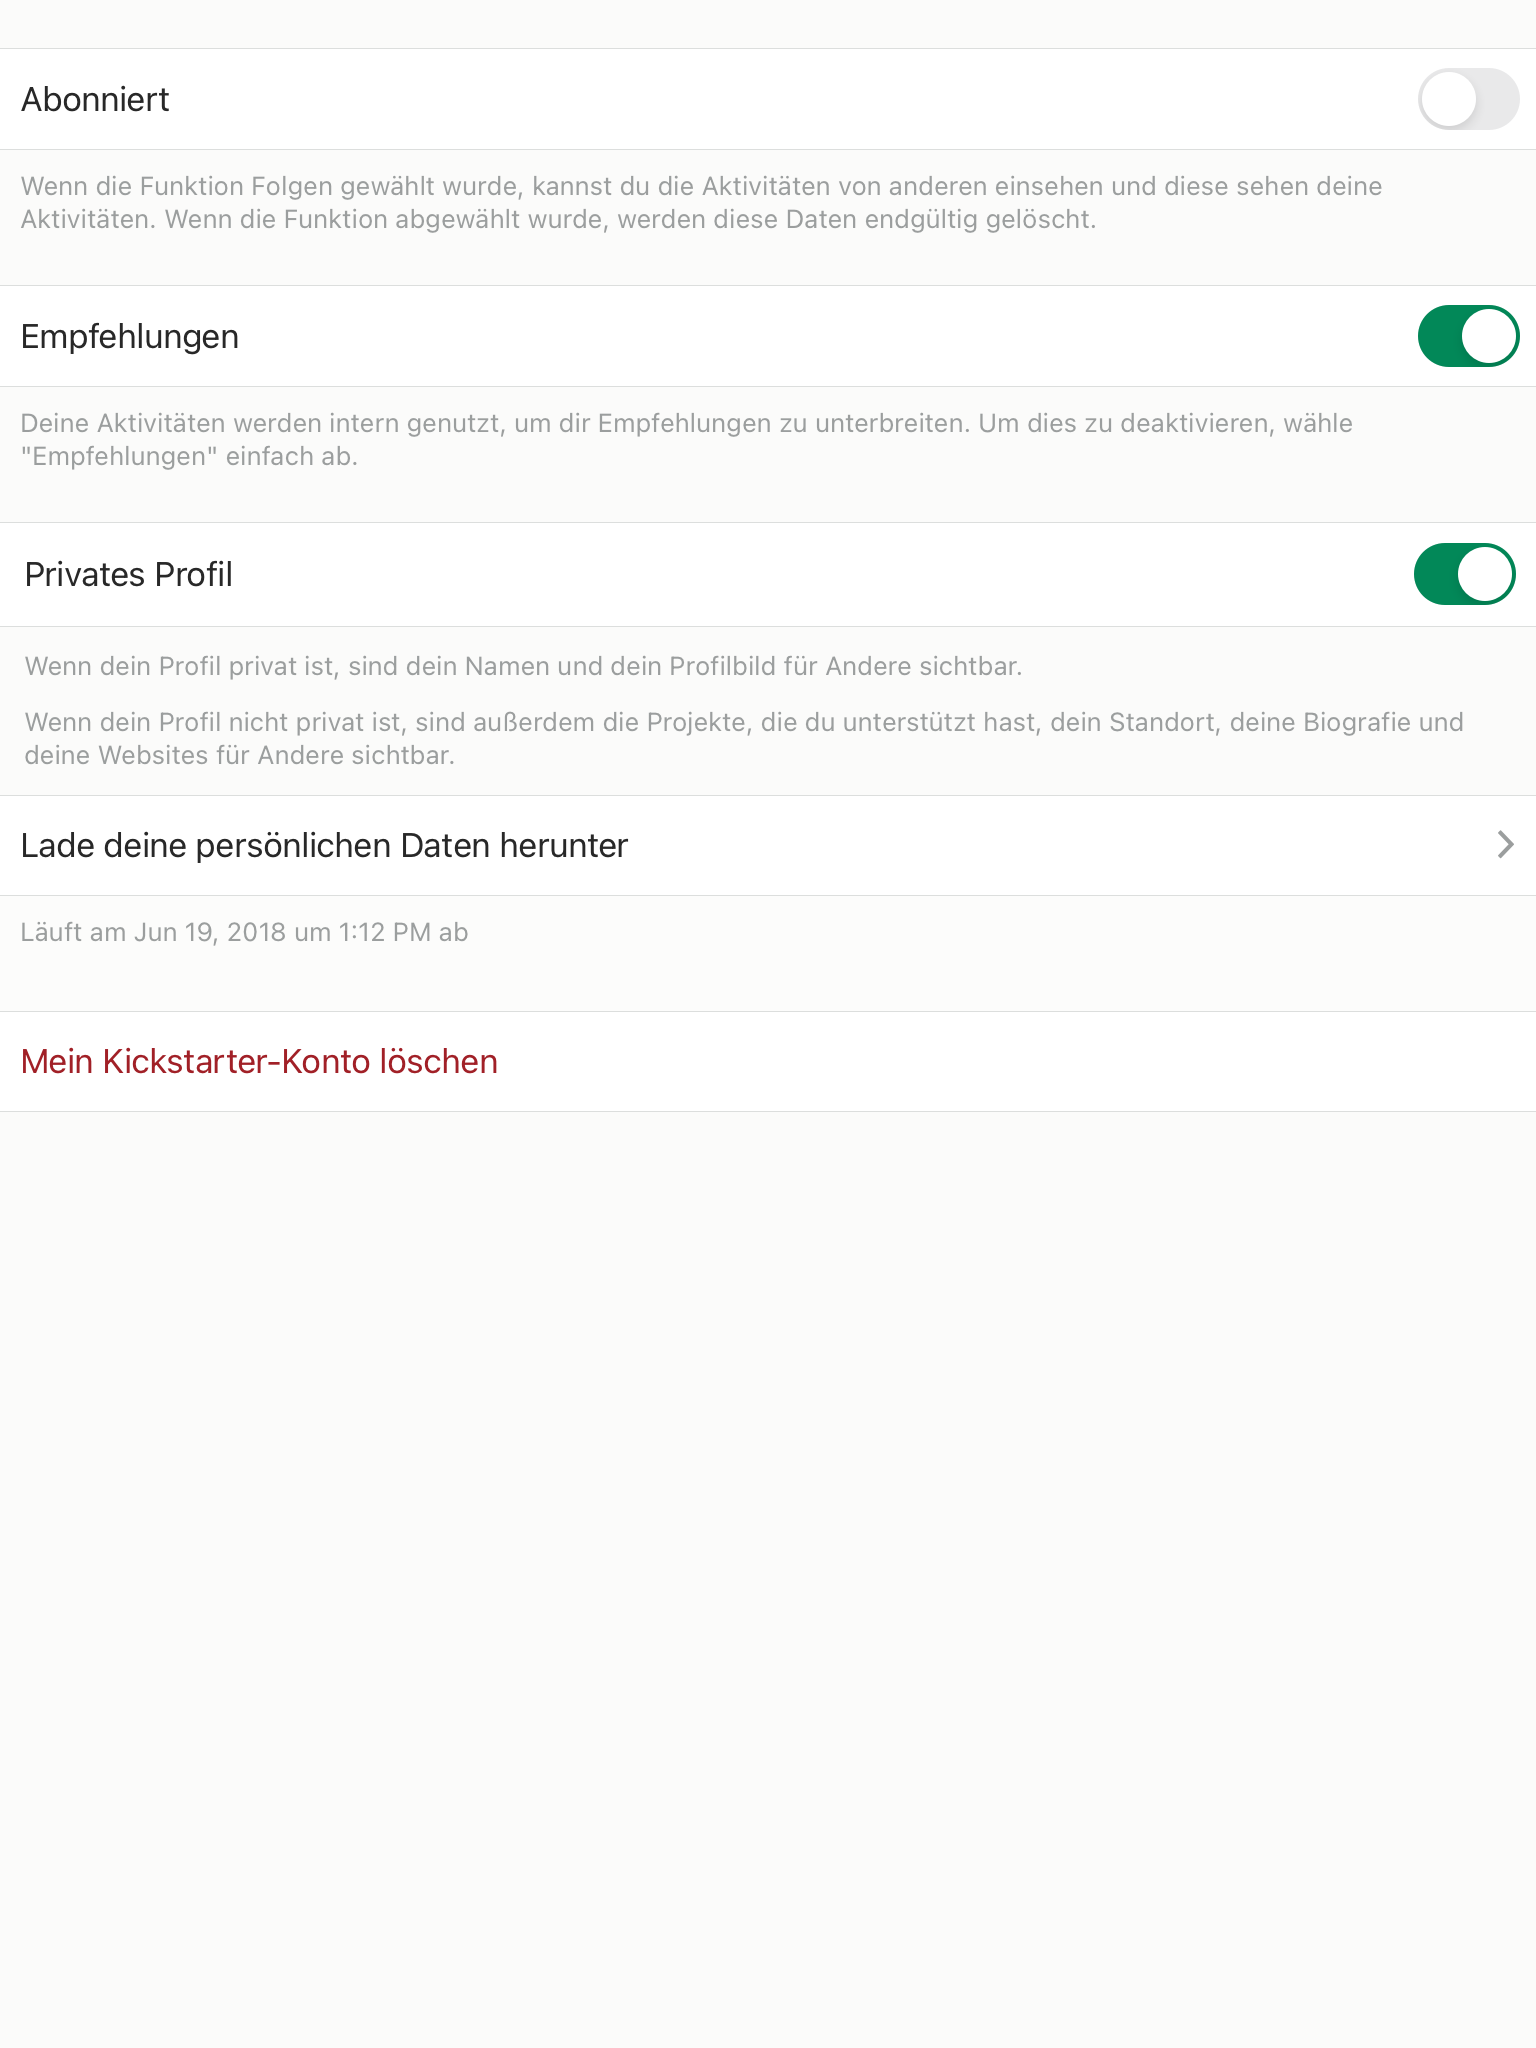 Abonniert
Wenn die Funktion Folgen gewählt wurde, kannst du die Aktivitäten von anderen einsehen und diese sehen deine
Aktivitäten. Wenn die Funktion abgewählt wurde, werden diese Daten endgültig gelöscht.
Empfehlungen
Deine Aktivitäten werden intern genutzt, um dir Empfehlungen zu unterbreiten. Um dies zu deaktivieren, wähle
"Empfehlungen" einfach ab.
Privates Profil
Wenn dein Profil privat ist, sind dein Namen und dein Profilbild für Andere sichtbar.
Wenn dein Profil nicht privat ist, sind außerdem die Projekte, die du unterstützt hast, dein Standort, deine Biografie und
deine Websites für Andere sichtbar.
Lade deine persönlichen Daten herunter
Läuft am Jun 19, 2018 um 1:12 PM ab
Mein Kickstarter-Konto löschen